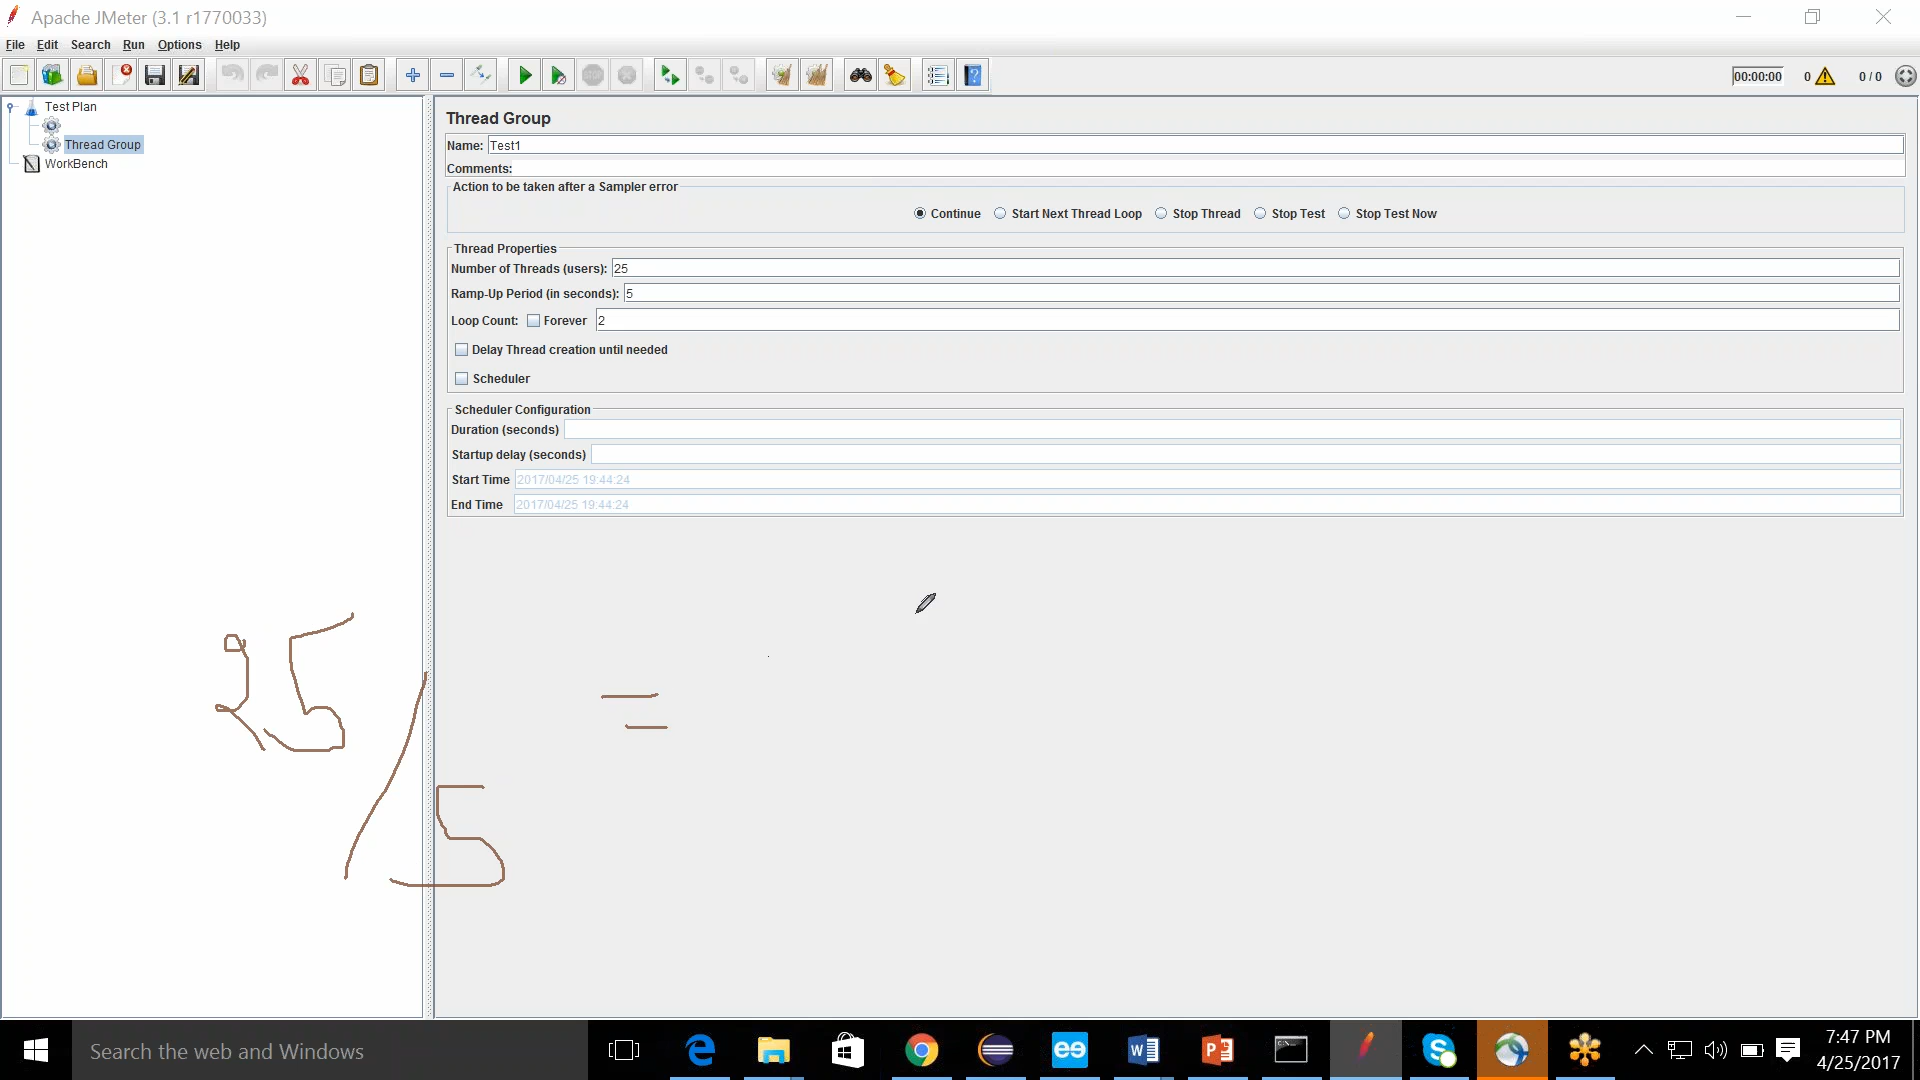 Apache JMeter (3.1 r1770033)
File Edit Search Run Options Help
00:00:00 0 0 / 0
Test Plan
Thread Group
WorkBench
Thread Group
Name: Test1
Comments:
Action to be taken after a Sampler error
Continue Start Next Thread Loop Stop Thread Stop Test Stop Test Now
Thread Properties
Number of Threads (users): 25
Ramp-Up Period (in seconds): 5
Loop Count: Forever 2
Delay Thread creation until needed
Scheduler
Scheduler Configuration
Duration (seconds)
Startup delay (seconds)
Start Time 2017/04/25 19:44:24
End Time 2017/04/25 19:44:24
25 / 5 =
Search the web and Windows
7:47 PM
4/25/2017